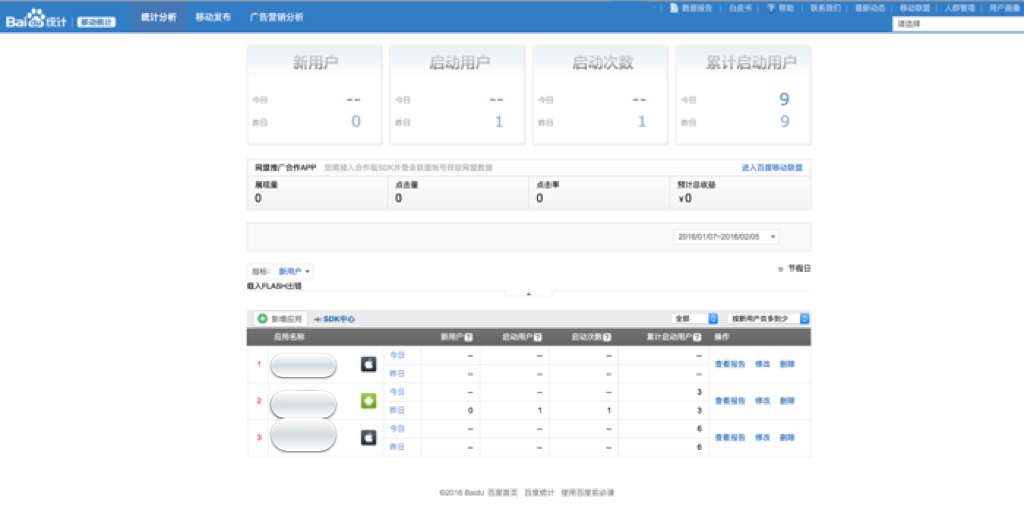 Baidu统计 移动统计 统计分析 移动发布 广告营销分析
数据报告 | 白皮书 | 帮助 | 联系我们 | 最新动态 | 移动联盟 | 人群管理 | 用户画像
请选择
新用户 启动用户 启动次数 累计启动用户
今日 -- 今日 -- 今日 -- 今日 9
昨日 0 昨日 1 昨日 1 昨日 9
网盟推广合作APP 您需接入合作版SDK并登录联盟帐号获取网盟数据 进入百度移动联盟
展现量 点击量 点击率 预计总收益
0 0 0 ¥0
2016/01/07~2016/02/05
指标: 新用户 节假日
载入FLASH出错
新增应用 SDK中心 全部 按新用户自多到少
应用名称 新用户 启动用户 启动次数 累计启动用户 操作
1 今日 -- -- -- -- 查看报告 修改 删除
昨日 -- -- -- --
2 今日 -- -- -- 3 查看报告 修改 删除
昨日 0 1 1 3
3 今日 -- -- -- 6 查看报告 修改 删除
昨日 -- -- -- 6
©2016 Baidu 百度首页 百度统计 使用百度前必读